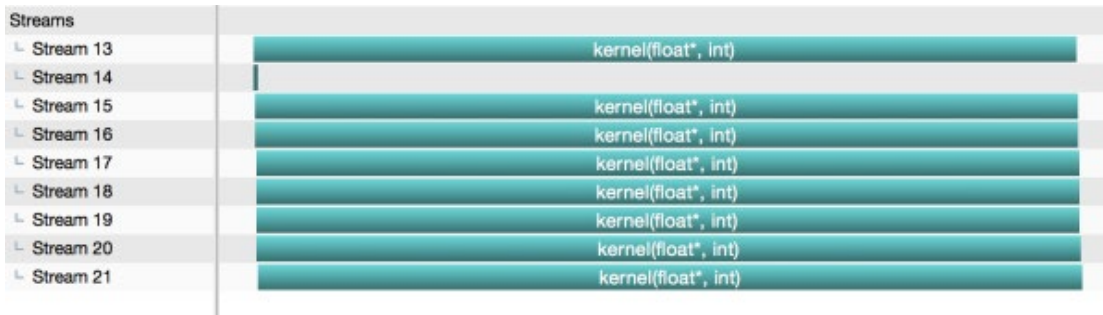 Streams
Stream 13 kernel(float*, int)
Stream 14
Stream 15 kernel(float*, int)
Stream 16 kernel(float*, int)
Stream 17 kernel(float*, int)
Stream 18 kernel(float*, int)
Stream 19 kernel(float*, int)
Stream 20 kernel(float*, int)
Stream 21 kernel(float*, int)